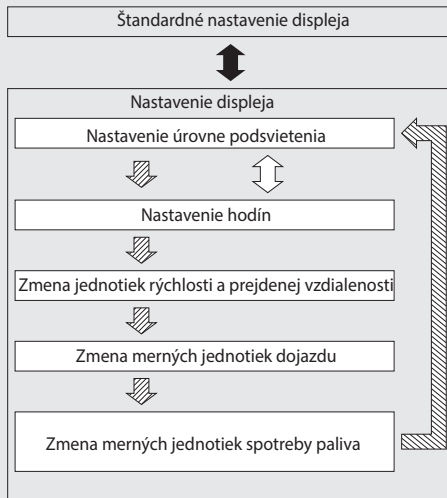 Štandardné nastavenie displeja
Nastavenie displeja
Nastavenie úrovne podsvietenia
Nastavenie hodín
Zmena jednotiek rýchlosti a prejdenej vzdialenosti
Zmena merných jednotiek dojazdu
Zmena merných jednotiek spotreby paliva